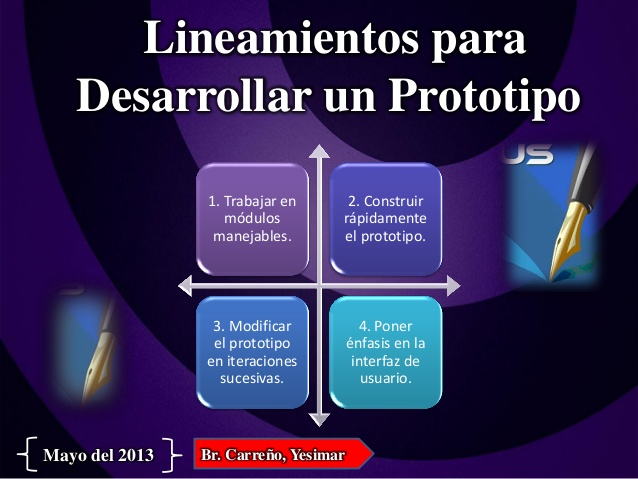 Lineamientos para
Desarrollar un Prototipo
US
1. Trabajar en
módulos
manejables.
2. Construir
rápidamente
el prototipo.
3. Modificar
el prototipo
en iteraciones
sucesivas.
4. Poner
énfasis en la
interfaz de
usuario.
Mayo del 2013
Br. Carreño, Yesimar